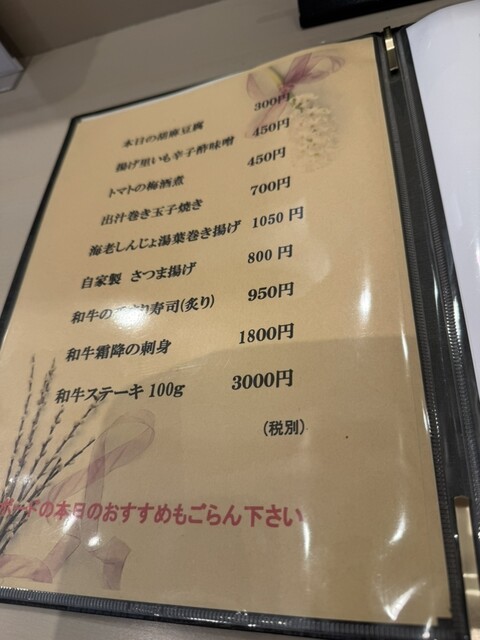 本日の胡麻豆腐 300円
揚げ里いも辛子酢味噌 450円
トマトの梅酒煮 450円
出汁巻き玉子焼き 700円
海老しんじょ湯葉巻き揚げ 1050円
自家製 さつま揚げ 800円
和牛の寿司(炙り) 950円
和牛霜降の刺身 1800円
和牛ステーキ 100g 3000円
(税別)
ボードの本日のおすすめもごらん下さい